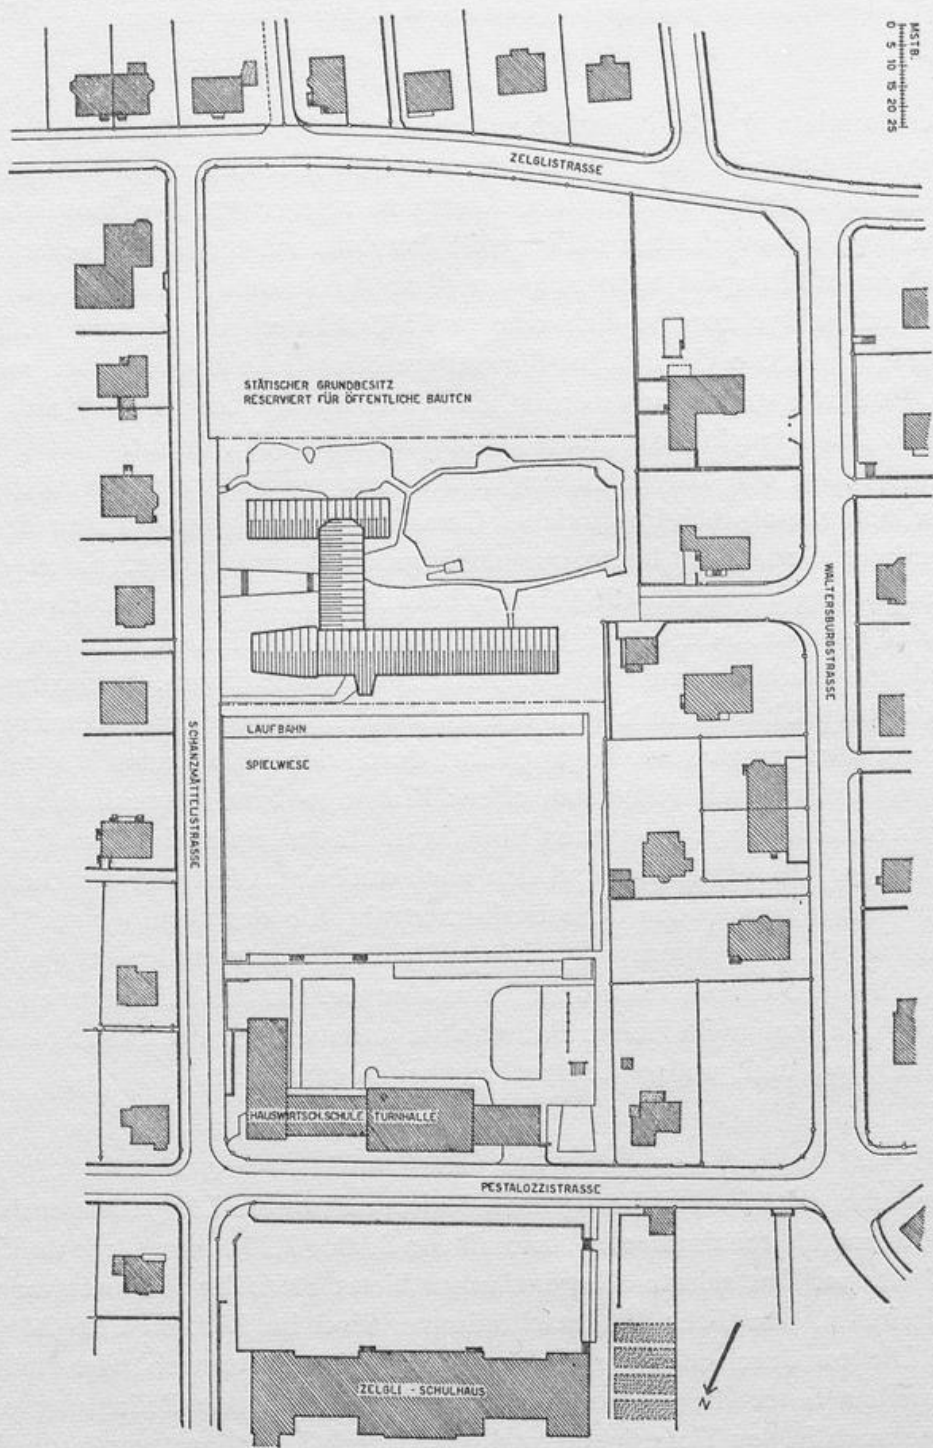 MSTB.
0 5 10 15 20 25
ZELGLISTRASSE
STÄTISCHER GRUNDBESITZ
RESERVIERT FÜR ÖFFENTLICHE BAUTEN
WALTERSBURGSTRASSE
SCHANZMÄTTELISTRASSE
LAUFBAHN
SPIELWIESE
HAUSWIRTSCH.SCHULE
TURNHALLE
PESTALOZZISTRASSE
N
ZELGLI - SCHULHAUS